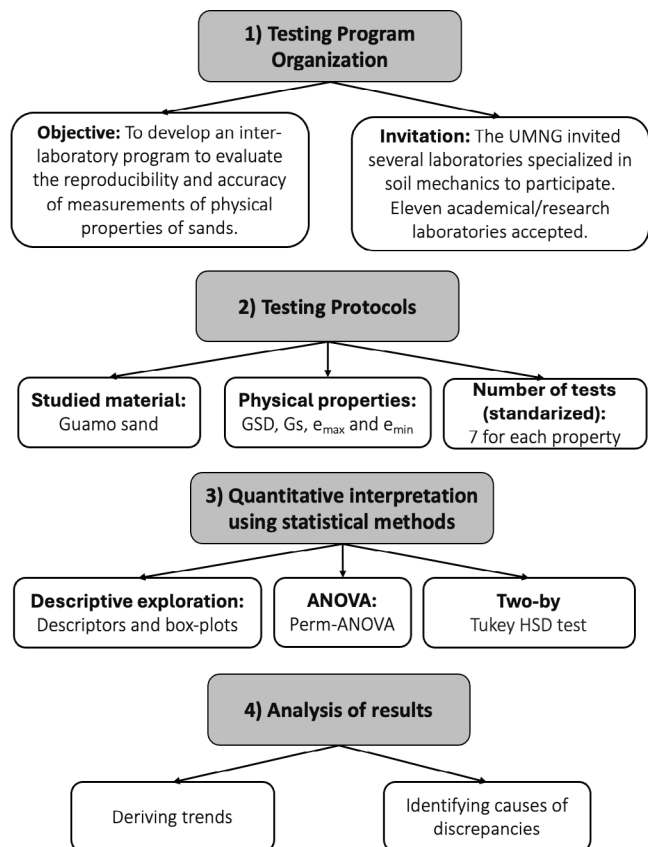 1) Testing Program
Organization
Objective: To develop an inter-
laboratory program to evaluate
the reproducibility and accuracy
of measurements of physical
properties of sands.
Invitation: The UMNG invited
several laboratories specialized in
soil mechanics to participate.
Eleven academical/research
laboratories accepted.
2) Testing Protocols
Studied material:
Guamo sand
Physical properties:
GSD, Gs, emax and emin
Number of tests
(standarized):
7 for each property
3) Quantitative interpretation
using statistical methods
Descriptive exploration:
Descriptors and box-plots
ANOVA:
Perm-ANOVA
Two-by
Tukey HSD test
4) Analysis of results
Deriving trends
Identifying causes of
discrepancies